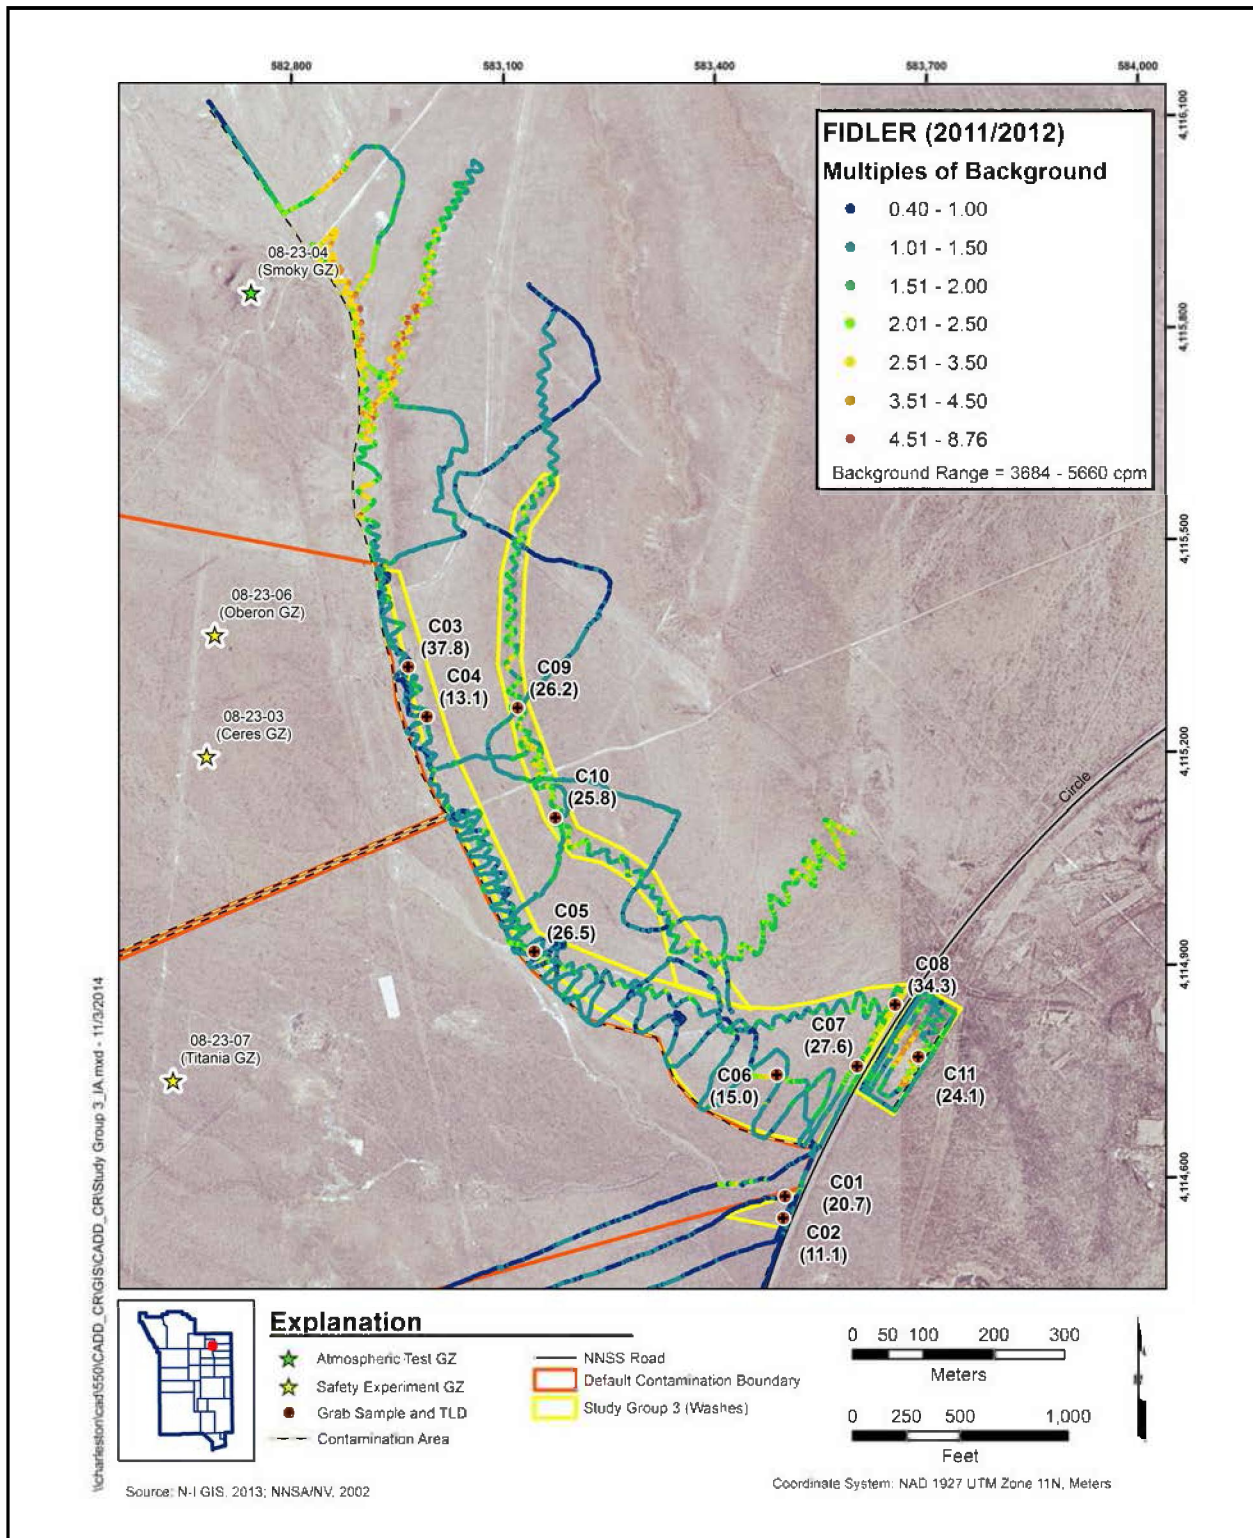 582,800
583,100
583,400
583,700
584,000
4,116,100
4,115,800
4,115,500
4,115,200
4,114,900
4,114,600
FIDLER (2011/2012)
Multiples of Background
0.40 - 1.00
1.01 - 1.50
1.51 - 2.00
2.01 - 2.50
2.51 - 3.50
3.51 - 4.50
4.51 - 8.76
Background Range = 3684 - 5660 cpm
08-23-04
(Smoky GZ)
08-23-06
(Oberon GZ)
08-23-03
(Ceres GZ)
08-23-07
(Titania GZ)
C03
(37.8)
C04
(13.1)
C09
(26.2)
C10
(25.8)
C05
(26.5)
C08
(34.3)
C07
(27.6)
C06
(15.0)
C11
(24.1)
C01
(20.7)
C02
(11.1)
Circle
\\charleston\cad\550\CADD_CR\GIS\CADD_CR\Study Group 3_IA.mxd - 11/3/2014
Explanation
Atmospheric Test GZ
Safety Experiment GZ
Grab Sample and TLD
Contamination Area
NNSS Road
Default Contamination Boundary
Study Group 3 (Washes)
0 50 100 200 300
Meters
0 250 500 1,000
Feet
N
Source: N-I GIS, 2013; NNSA/NV, 2002
Coordinate System: NAD 1927 UTM Zone 11N, Meters